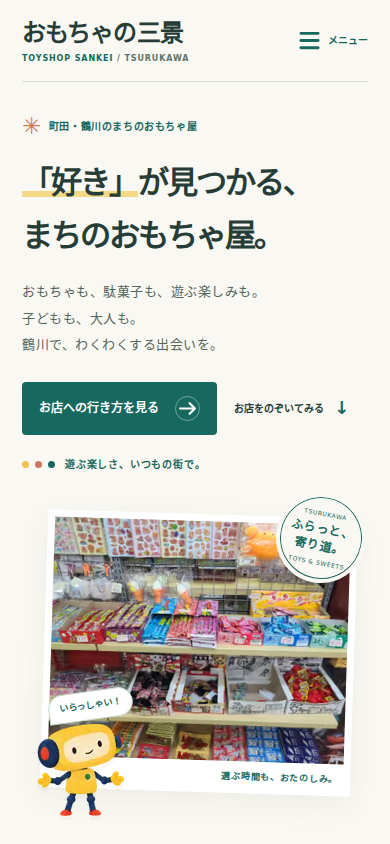 おもちゃの三景
TOYSHOP SANKEI / TSURUKAWA
メニュー
町田・鶴川のまちのおもちゃ屋
「好き」が見つかる、
まちのおもちゃ屋。
おもちゃも、駄菓子も、遊ぶ楽しみも。
子どもも、大人も。
鶴川で、わくわくする出会いを。
お店への行き方を見る
お店をのぞいてみる
遊ぶ楽しさ、いつもの街で。
TSURUKAWA
ふらっと、
寄り道。
TOYS & SWEETS
いらっしゃい！
選ぶ時間も、おたのしみ。